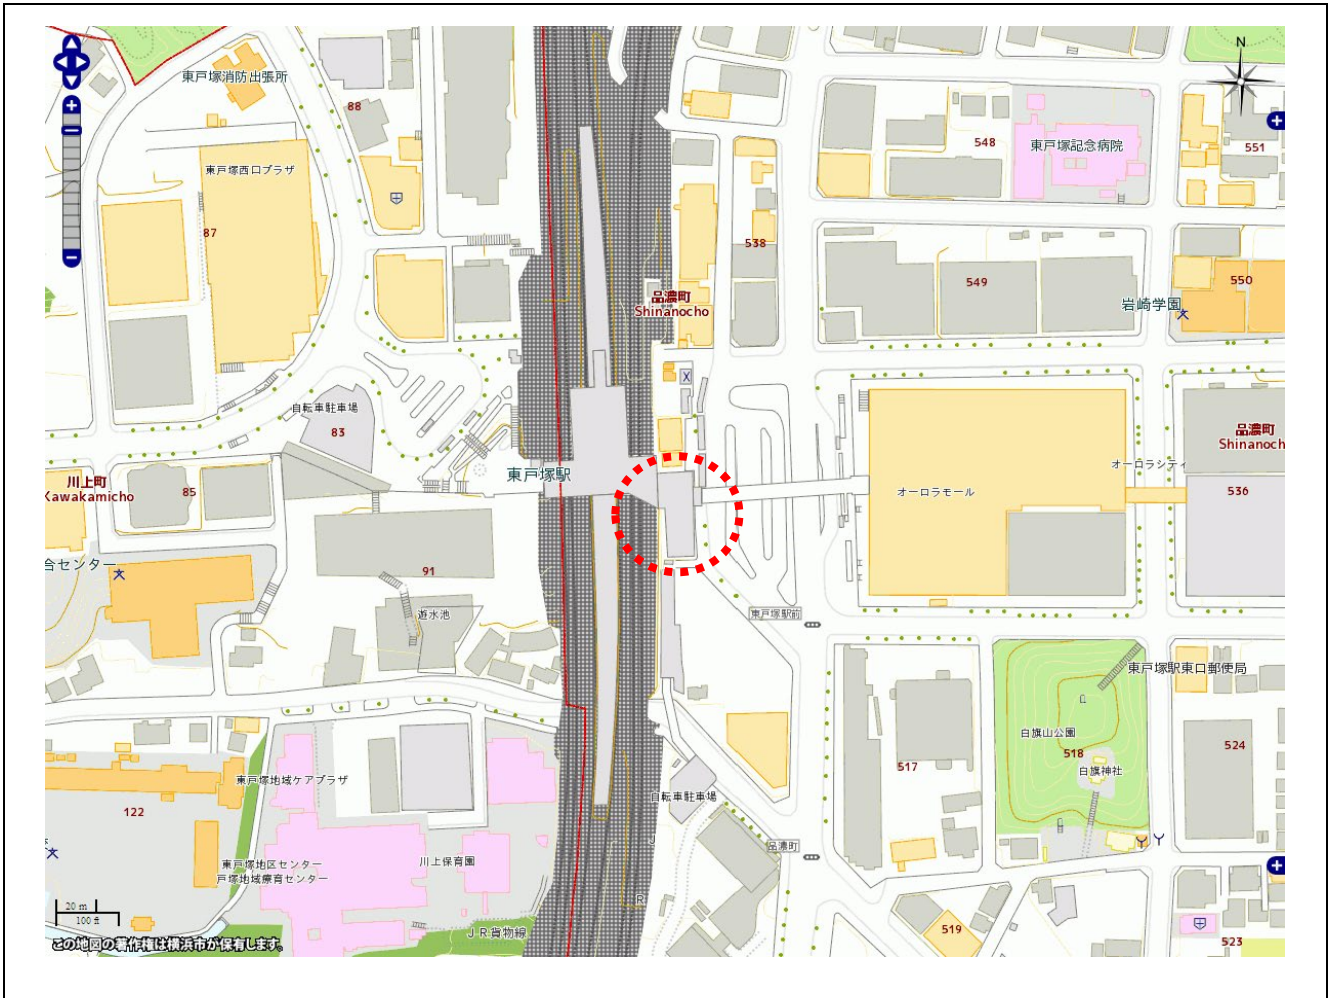 N
東戸塚消防出張所
88
548
東戸塚記念病院
551
東戸塚西口プラザ
87
538
549
550
品濃町
Shinanocho
岩崎学園
自転車駐車場
83
東戸塚駅
川上町
Kawakamicho
85
オーロラモール
オーロラシティ
品濃町
Shinanoch
536
合センター
91
遊水池
東戸塚駅前
東戸塚駅東口郵便局
白旗山公園
518
白旗神社
517
524
東戸塚地域ケアプラザ
122
自転車駐車場
品濃町
東戸塚地区センター
戸塚地域療育センター
川上保育園
J
R
20 m
100 ft
JR貨物線
519
523
この地図の著作権は横浜市が保有します。